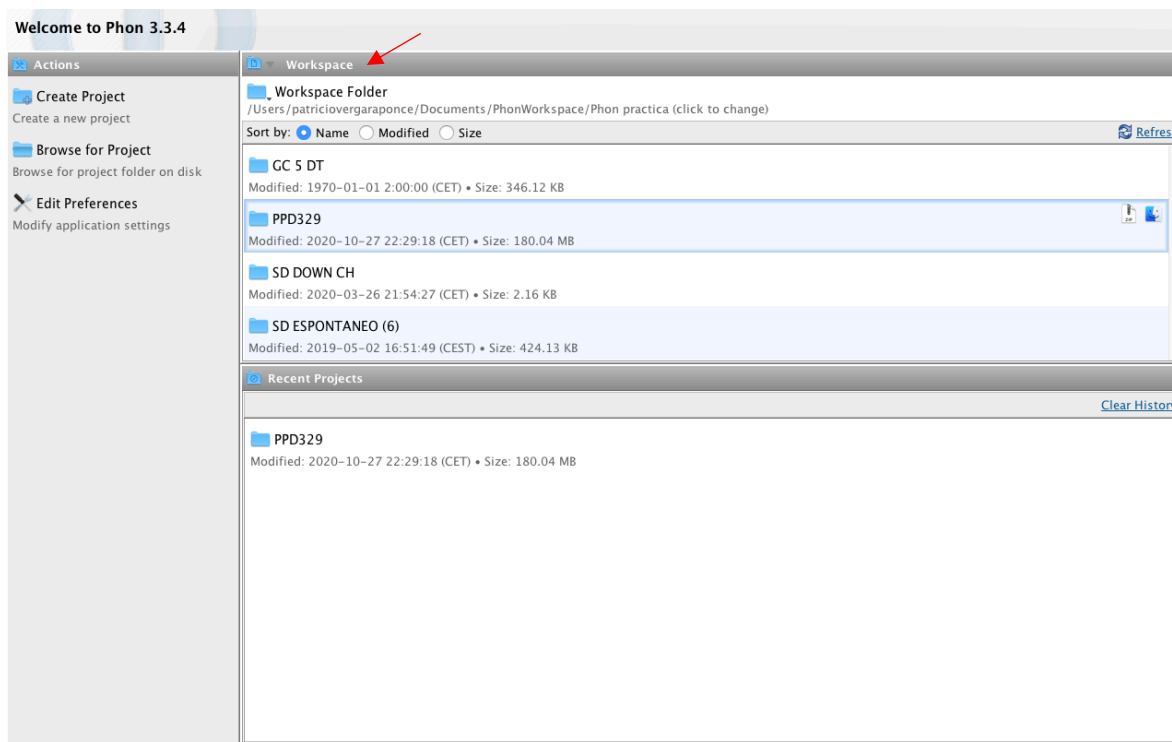 Welcome to Phon 3.3.4
Actions
Create Project
Create a new project
Browse for Project
Browse for project folder on disk
Edit Preferences
Modify application settings
Workspace
Workspace Folder
/Users/patriciovergaraponce/Documents/PhonWorkspace/Phon practica (click to change)
Sort by: Name Modified Size Refres
GC 5 DT
Modified: 1970-01-01 2:00:00 (CET) • Size: 346.12 KB
PPD329
Modified: 2020-10-27 22:29:18 (CET) • Size: 180.04 MB
SD DOWN CH
Modified: 2020-03-26 21:54:27 (CET) • Size: 2.16 KB
SD ESPONTANEO (6)
Modified: 2019-05-02 16:51:49 (CEST) • Size: 424.13 KB
Recent Projects
Clear Histor
PPD329
Modified: 2020-10-27 22:29:18 (CET) • Size: 180.04 MB